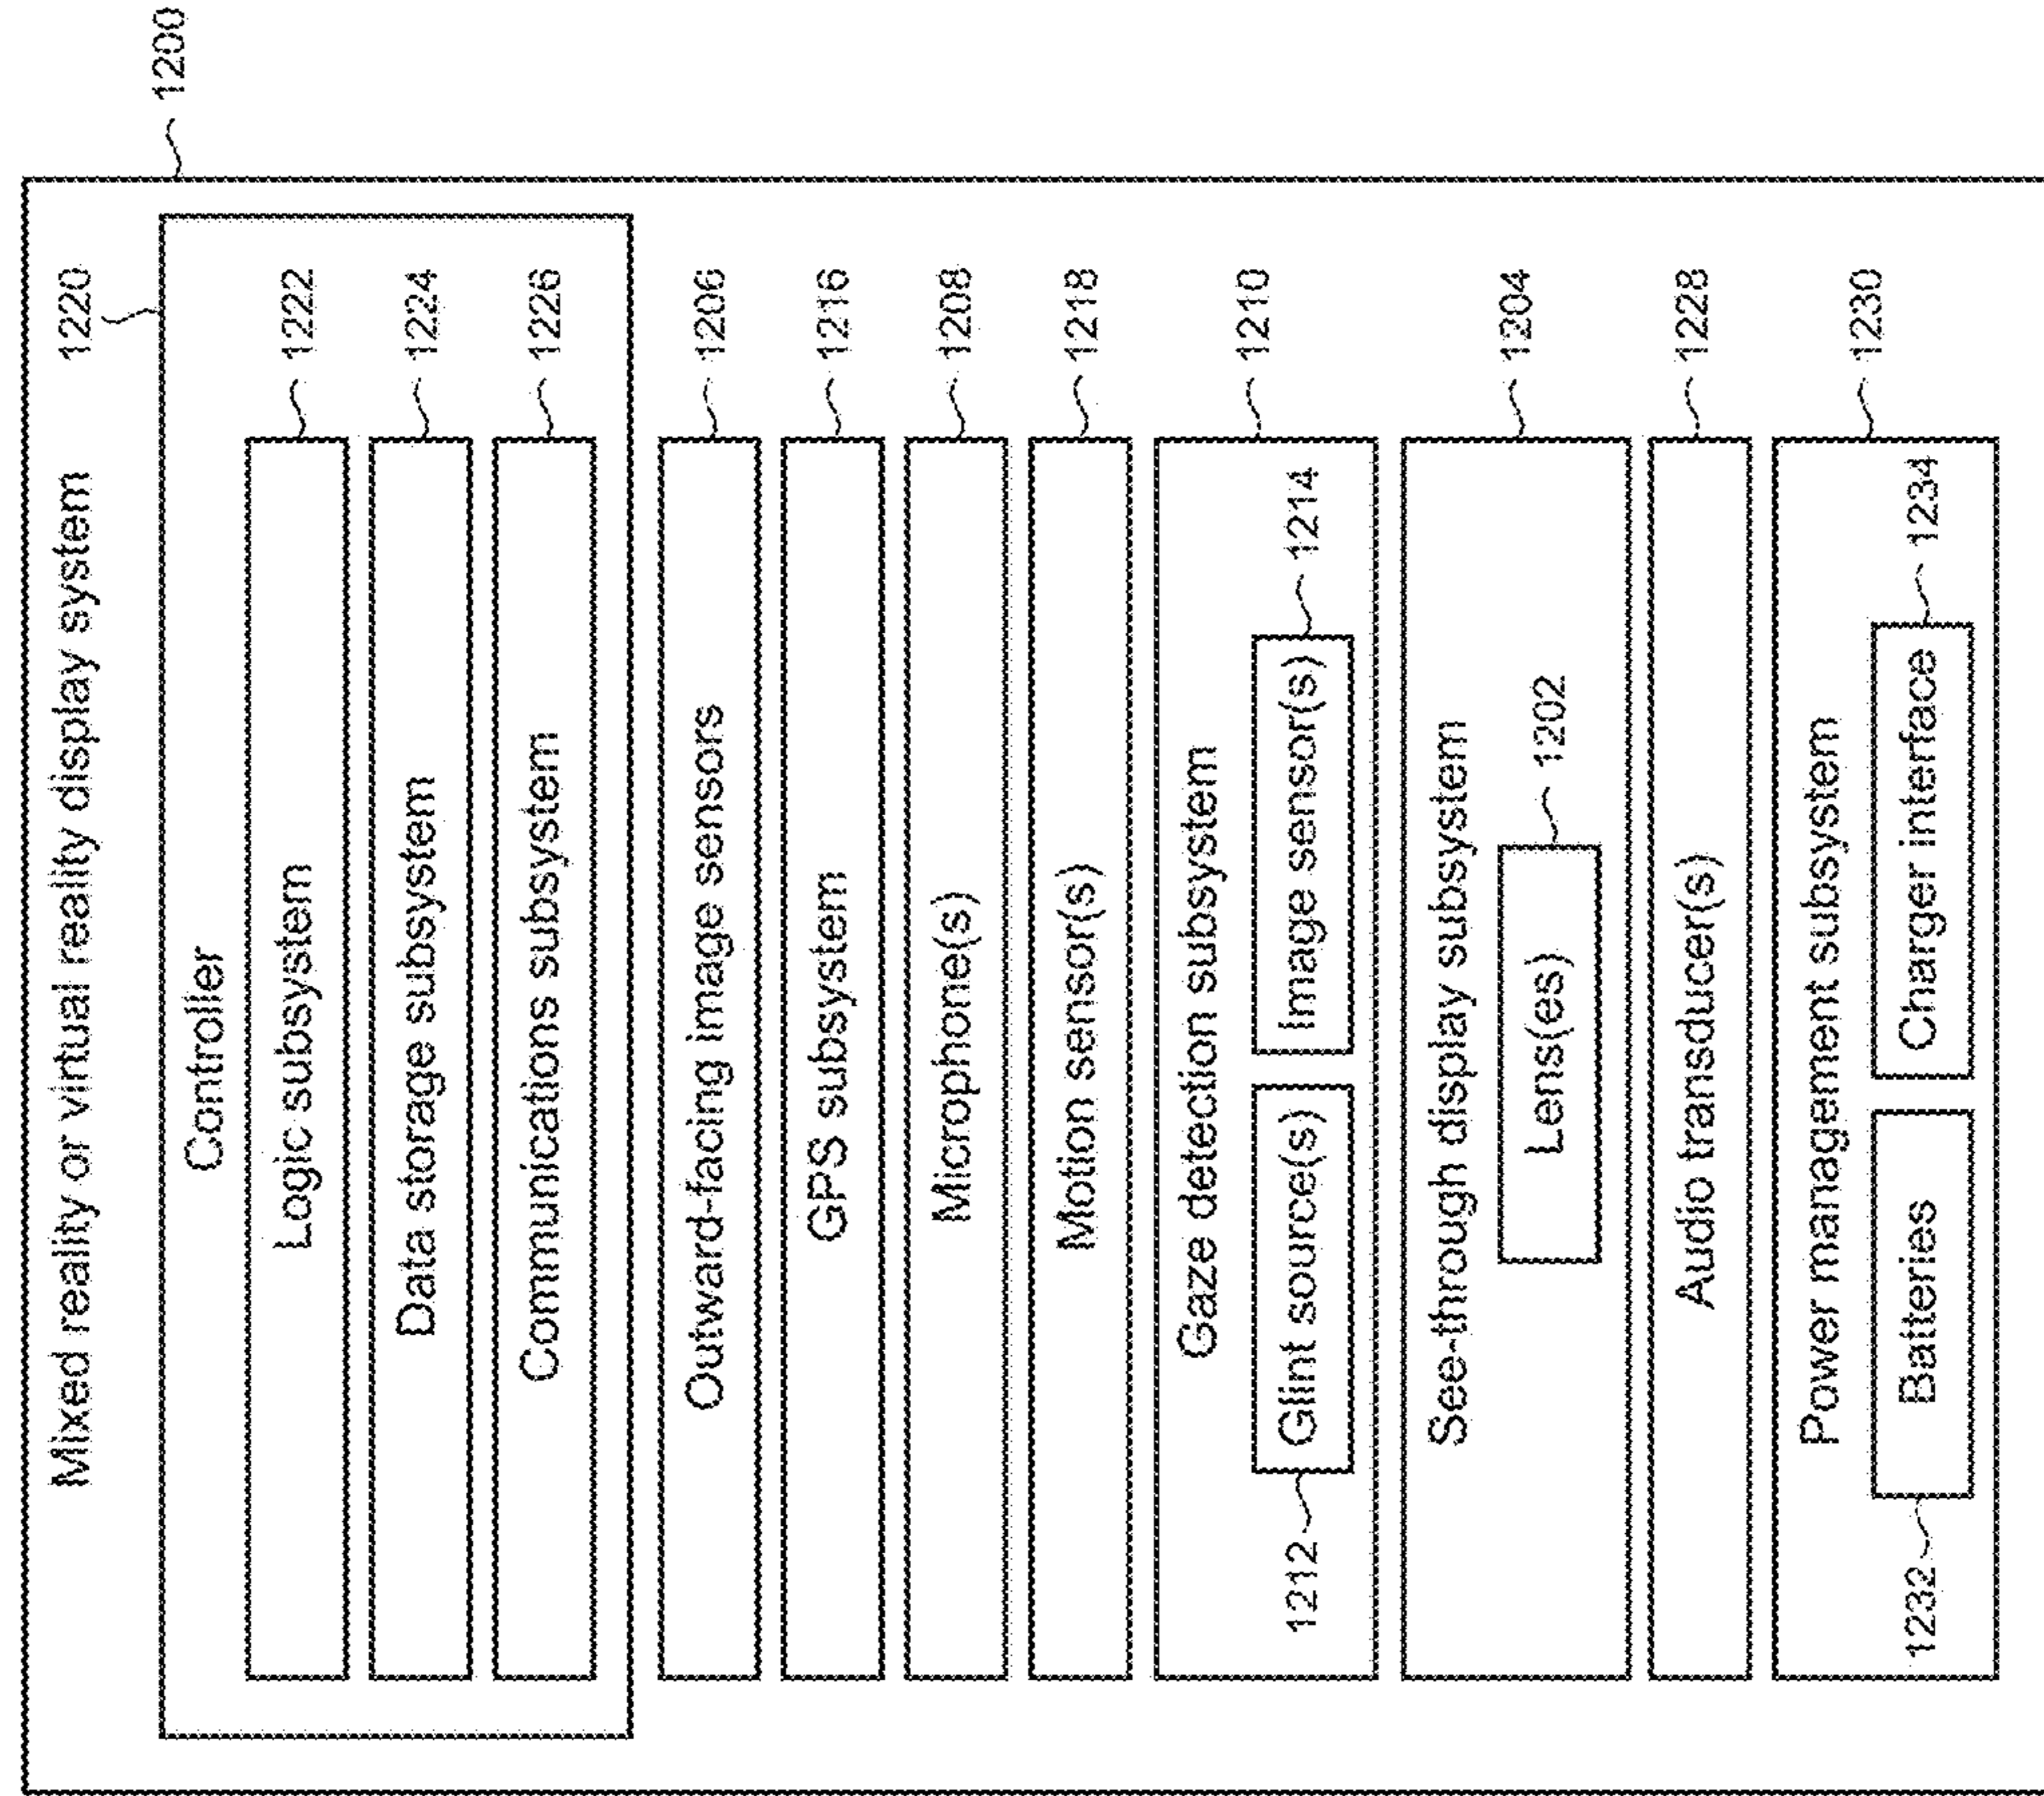 1200
Mixed reality or virtual reality display system 1220
Controller
Logic subsystem 1222
Data storage subsystem 1224
Communications subsystem 1226
Outward-facing image sensors 1206
GPS subsystem 1216
Microphone(s) 1208
Motion sensor(s) 1218
Gaze detection subsystem 1210
1212 Glint source(s) Image sensor(s) 1214
See-through display subsystem 1204
Lens(es) 1202
Audio transducer(s) 1228
Power management subsystem 1230
1232 Batteries Charger interface 1234